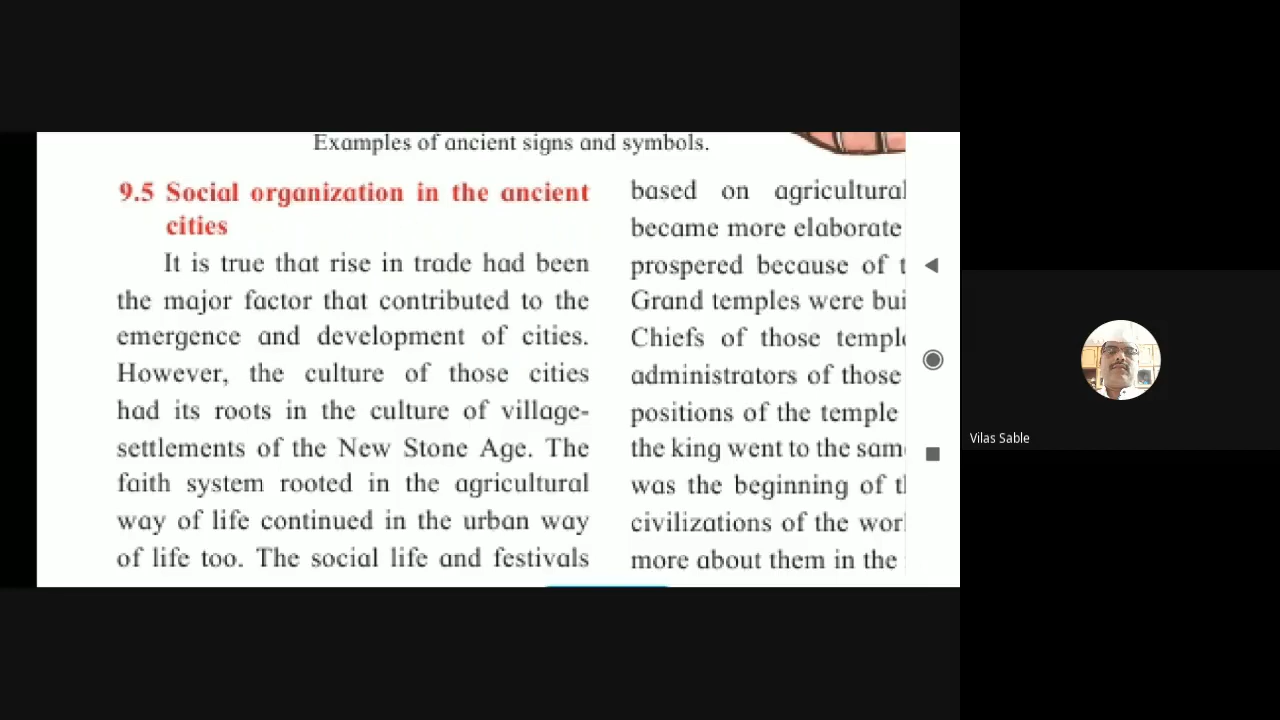 Examples of ancient signs and symbols.
9.5 Social organization in the ancient
cities
It is true that rise in trade had been
the major factor that contributed to the
emergence and development of cities.
However, the culture of those cities
had its roots in the culture of village-
settlements of the New Stone Age. The
faith system rooted in the agricultural
way of life continued in the urban way
of life too. The social life and festivals
based on agricultural
became more elaborate
prospered because of
Grand temples were
Chiefs of those
administrators of those
positions of the temple
the king went to the
was the beginning of
civilizations of the
more about them in the
Vilas Sable